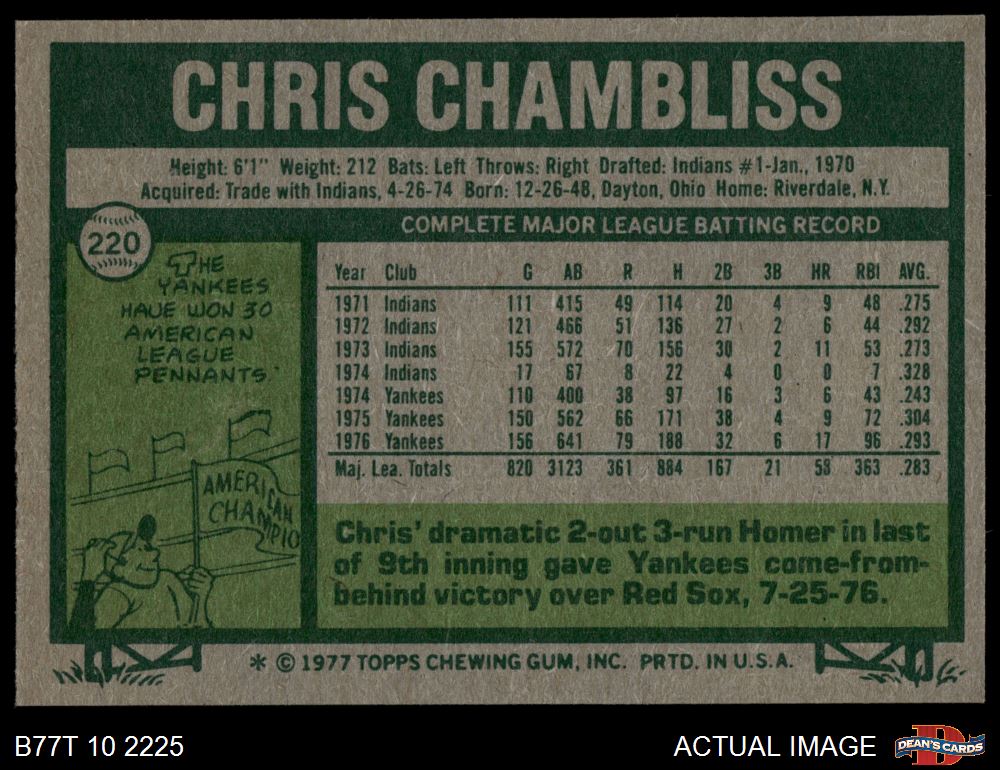 CHRIS CHAMBLISS
Height: 6'1" Weight: 212 Bats: Left Throws: Right Drafted: Indians #1-Jan., 1970
Acquired: Trade with Indians, 4-26-74 Born: 12-26-48, Dayton, Ohio Home: Riverdale, N.Y.
220
THE
YANKEES
HAVE WON 30
AMERICAN
LEAGUE
PENNANTS.
AMERICAN
CHAMPIO
COMPLETE MAJOR LEAGUE BATTING RECORD
Year Club G AB R H 2B 3B HR RBI AVG.
1971 Indians 111 415 49 114 20 4 9 48 .275
1972 Indians 121 466 51 136 27 2 6 44 .292
1973 Indians 155 572 70 156 30 2 11 53 .273
1974 Indians 17 67 8 22 4 0 0 7 .328
1974 Yankees 110 400 38 97 16 3 6 43 .243
1975 Yankees 150 562 66 171 38 4 9 72 .304
1976 Yankees 156 641 79 188 32 6 17 96 .293
Maj. Lea. Totals 820 3123 361 884 167 21 58 363 .283
Chris' dramatic 2-out 3-run Homer in last
of 9th inning gave Yankees come-from-
behind victory over Red Sox, 7-25-76.
* © 1977 TOPPS CHEWING GUM, INC. PRTD. IN U.S.A.
B77T 10 2225
ACTUAL IMAGE
D
DEAN'S CARDS